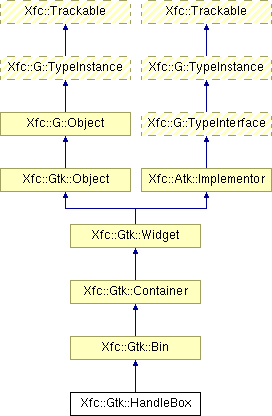 Xfc::Trackable Xfc::Trackable
Xfc::G::TypeInstance Xfc::G::TypeInstance
Xfc::G::Object Xfc::G::TypeInterface
Xfc::Gtk::Object Xfc::Atk::Implementor
Xfc::Gtk::Widget
Xfc::Gtk::Container
Xfc::Gtk::Bin
Xfc::Gtk::HandleBox